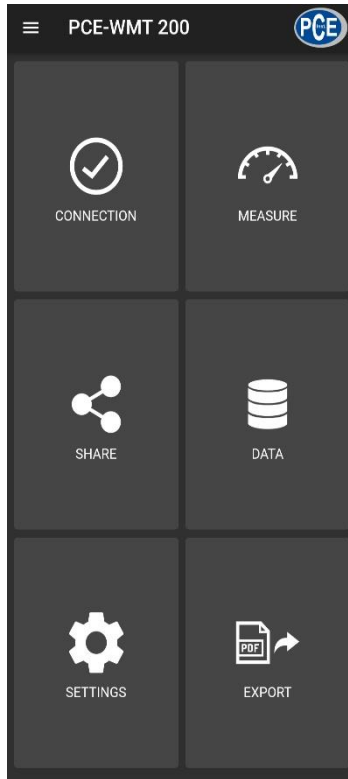 PCE-WMT 200
PCE
CONNECTION
MEASURE
SHARE
DATA
SETTINGS
PDF
EXPORT